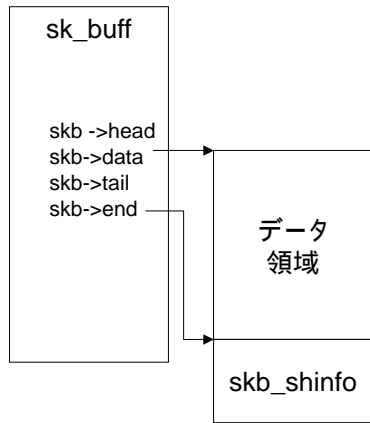 sk_buff
skb ->head
skb->data
skb->tail
skb->end
データ
領域
skb_shinfo